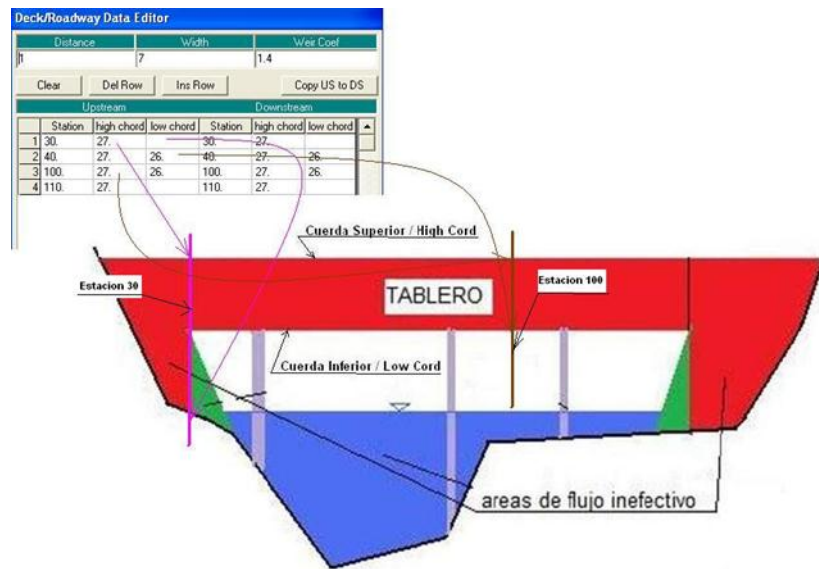 Deck/Roadway Data Editor
Distance Width Weir Coef
1 7 1.4
Clear Del Row Ins Row Copy US to DS
Upstream Downstream
Station high chord low chord Station high chord low chord
1 30. 27. 30. 27.
2 40. 27. 26. 40. 27. 26.
3 100. 27. 26. 100. 27. 26.
4 110. 27. 110. 27.
Cuerda Superior / High Cord
Estacion 30
TABLERO
Estacion 100
Cuerda Inferior / Low Cord
areas de flujo inefectivo